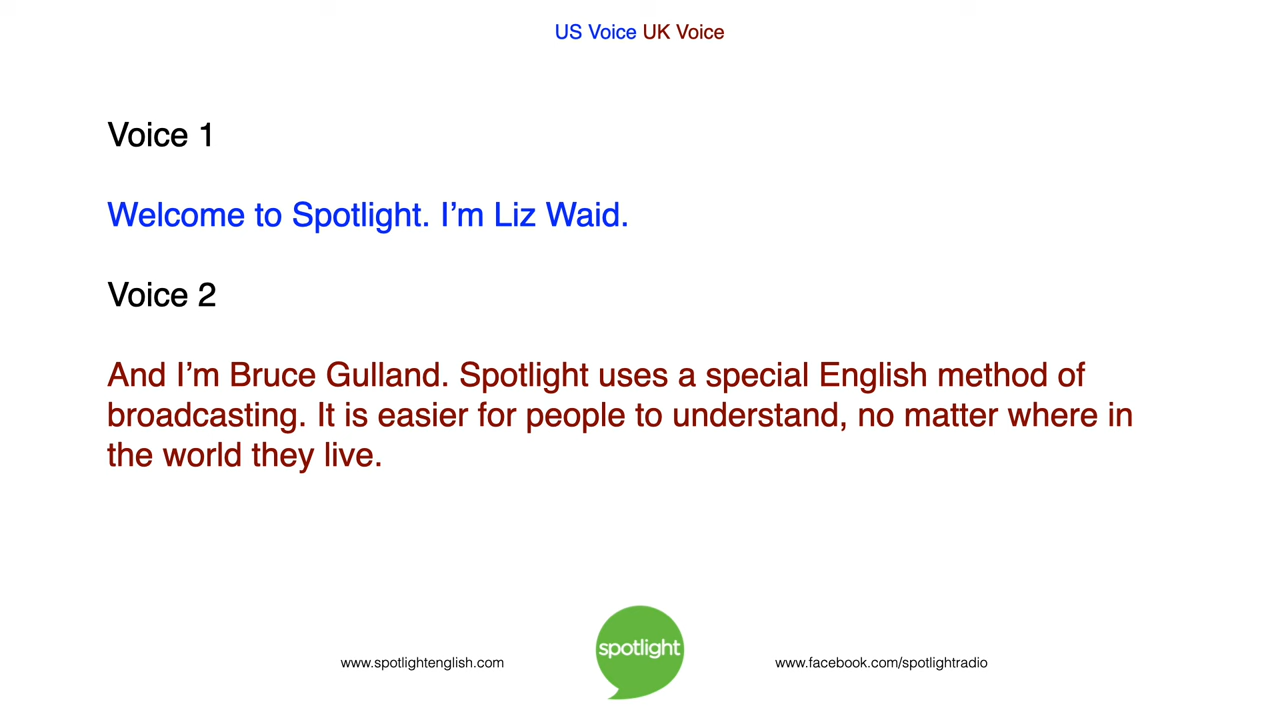 US Voice UK Voice
Voice 1
Welcome to Spotlight. I’m Liz Waid.
Voice 2
And I’m Bruce Gulland. Spotlight uses a special English method of
broadcasting. It is easier for people to understand, no matter where in
the world they live.
spotlight
www.spotlightenglish.com
www.facebook.com/spotlightradio